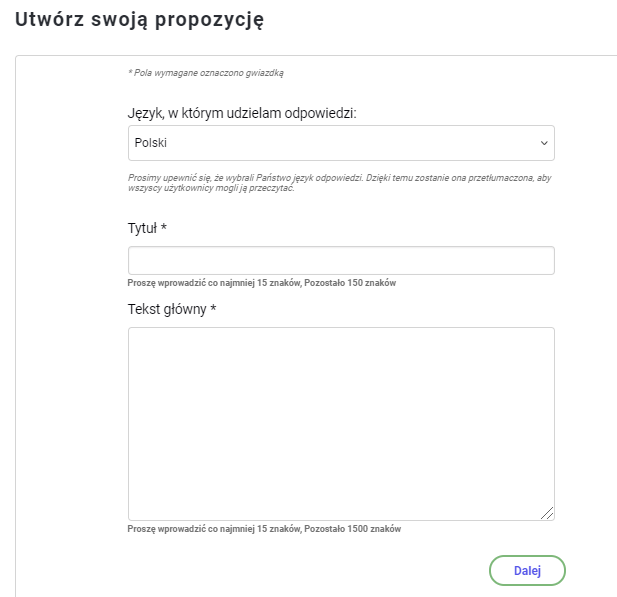 Utwórz swoją propozycję
* Pola wymagane oznaczono gwiazdką
Język, w którym udzielam odpowiedzi:
Polski
Prosimy upewnić się, że wybrali Państwo język odpowiedzi. Dzięki temu zostanie ona przetłumaczona, aby
wszyscy użytkownicy mogli ją przeczytać.
Tytuł *
Proszę wprowadzić co najmniej 15 znaków, Pozostało 150 znaków
Tekst główny *
Proszę wprowadzić co najmniej 15 znaków, Pozostało 1500 znaków
Dalej